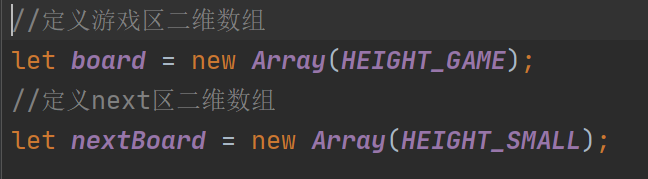 //定义游戏区二维数组
let board = new Array(HEIGHT_GAME);
//定义next区二维数组
let nextBoard = new Array(HEIGHT_SMALL);